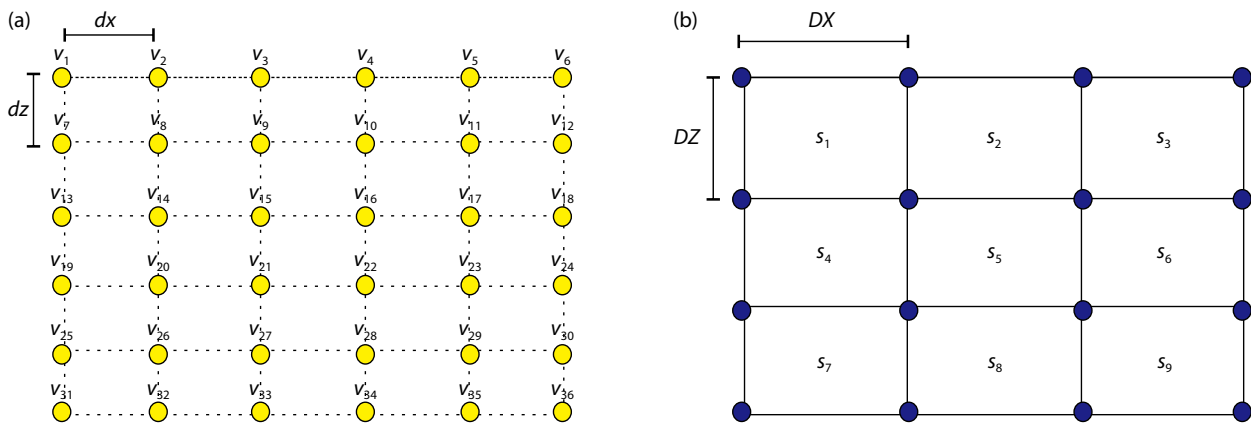 (a) dx
v₁ v₂ v₃ v₄ v₅ v₆
dz
v₇ v₈ v₉ v₁₀ v₁₁ v₁₂
v₁₃ v₁₄ v₁₅ v₁₆ v₁₇ v₁₈
v₁₉ v₂₀ v₂₁ v₂₂ v₂₃ v₂₄
v₂₅ v₂₆ v₂₇ v₂₈ v₂₉ v₃₀
v₃₁ v₃₂ v₃₃ v₃₄ v₃₅ v₃₆
(b) DX
DZ
s₁ s₂ s₃
s₄ s₅ s₆
s₇ s₈ s₉